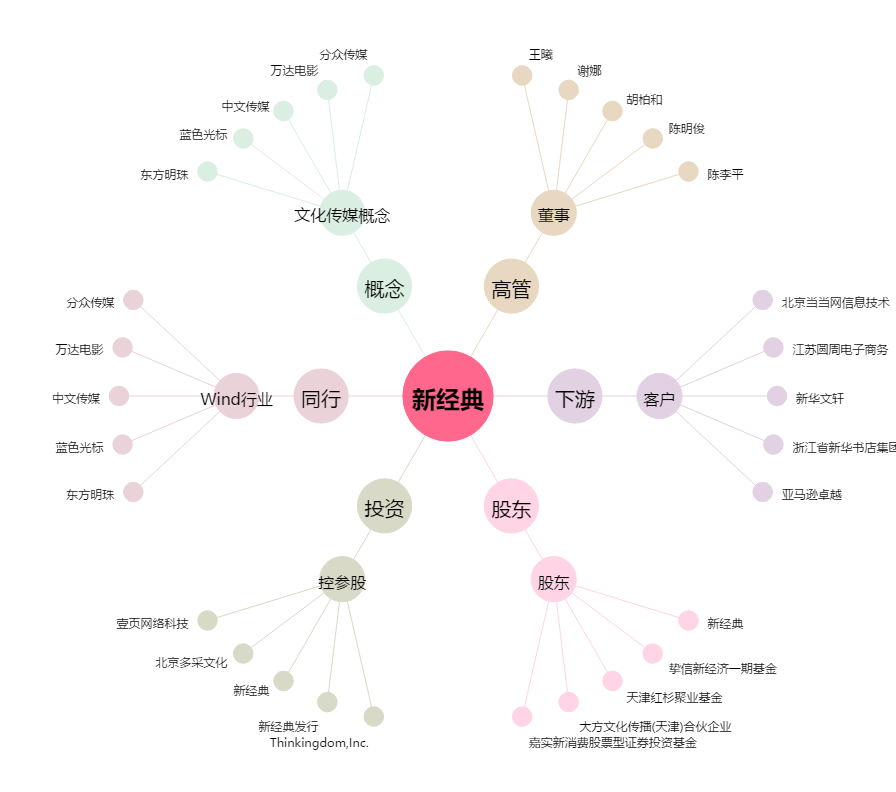 分众传媒
王曦
万达电影
谢娜
中文传媒
胡柏和
蓝色光标
陈明俊
东方明珠
陈李平
文化传媒概念
董事
概念
高管
分众传媒
北京当当网信息技术
万达电影
江苏圆周电子商务
中文传媒
Wind行业
同行
新经典
下游
客户
新华文轩
蓝色光标
浙江省新华书店集团
东方明珠
亚马逊卓越
投资
股东
控参股
股东
壹页网络科技
新经典
北京多采文化
挚信新经济一期基金
新经典
天津红杉聚业基金
新经典发行
大方文化传播(天津)合伙企业
Thinkingdom,Inc.
嘉实新消费股票型证券投资基金